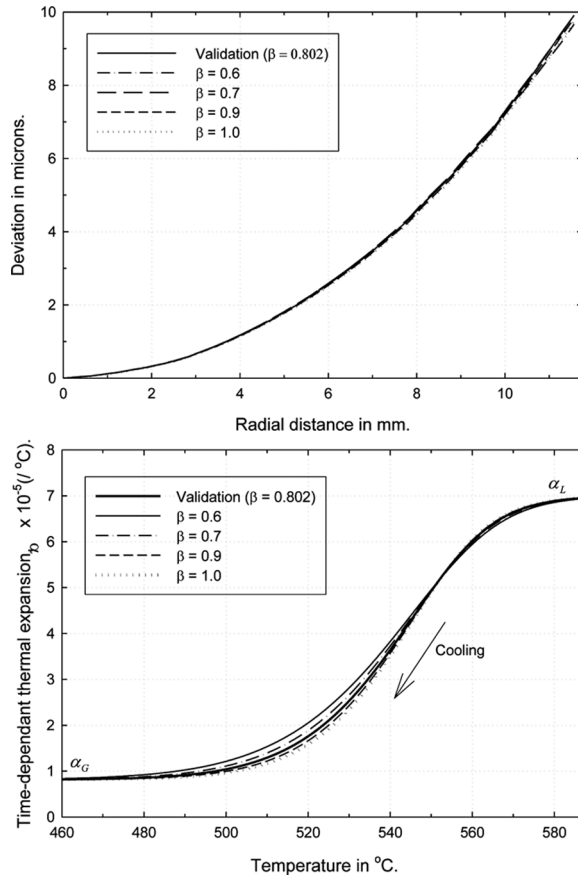 10
8
6
4
2
0
Deviation in microns.
Validation (β = 0.802)
β = 0.6
β = 0.7
β = 0.9
β = 1.0
0 2 4 6 8 10
Radial distance in mm.
8
7
6
5
4
3
2
1
0
Time-dependant thermal expansion, x 10⁻⁵(/ °C).
Validation (β = 0.802)
β = 0.6
β = 0.7
β = 0.9
β = 1.0
α_L
Cooling
α_G
460 480 500 520 540 560 580
Temperature in °C.